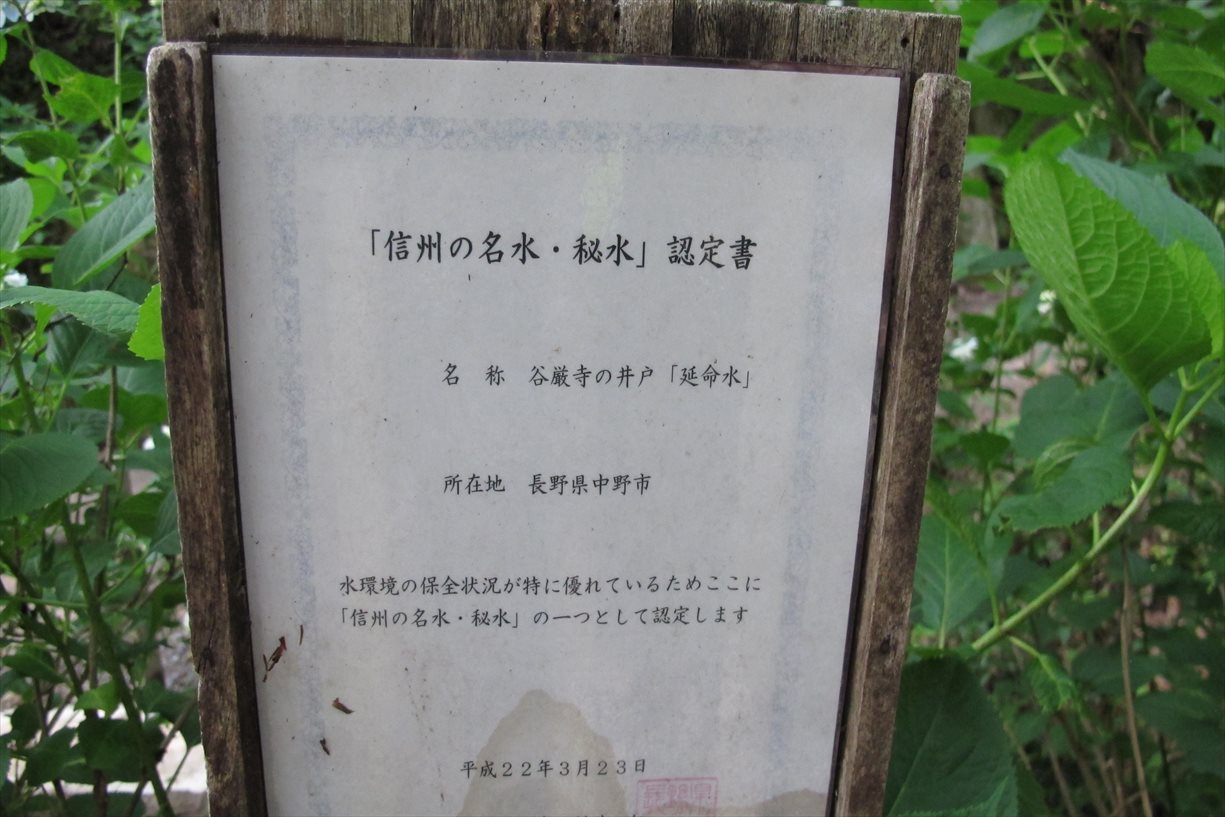 「信州の名水・秘水」認定書
名　称　谷厳寺の井戸「延命水」
所在地　長野県中野市
水環境の保全状況が特に優れているためここに
「信州の名水・秘水」の一つとして認定します
平成２２年３月２３日